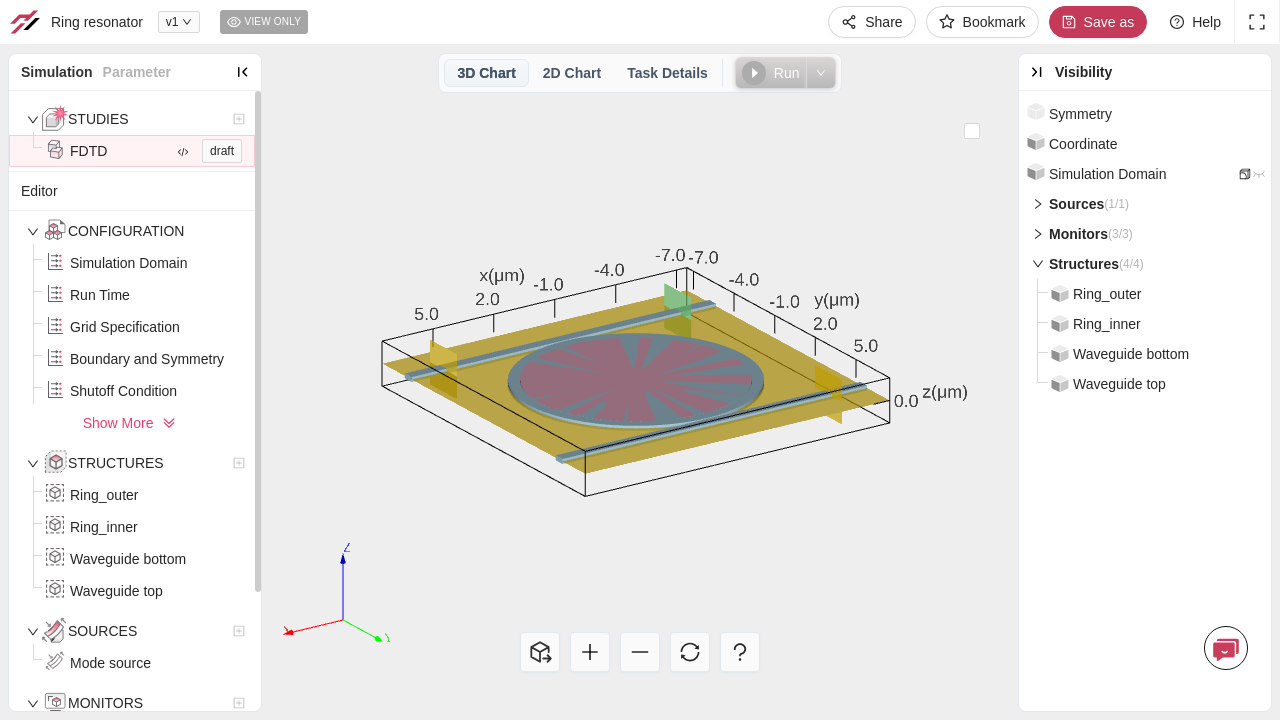 Ring resonator
v1
VIEW ONLY
Share
Bookmark
Save as
Help
Simulation
Parameter
STUDIES
FDTD
draft
Editor
CONFIGURATION
Simulation Domain
Run Time
Grid Specification
Boundary and Symmetry
Shutoff Condition
Show More
STRUCTURES
Ring_outer
Ring_inner
Waveguide bottom
Waveguide top
SOURCES
Mode source
MONITORS
3D Chart
2D Chart
Task Details
Run
-7.0
-7.0
x(μm)
-4.0
-4.0
-1.0
-1.0
y(μm)
2.0
2.0
5.0
5.0
0.0
z(μm)
Z
X
Y
Visibility
Symmetry
Coordinate
Simulation Domain
Sources(1/1)
Monitors(3/3)
Structures(4/4)
Ring_outer
Ring_inner
Waveguide bottom
Waveguide top